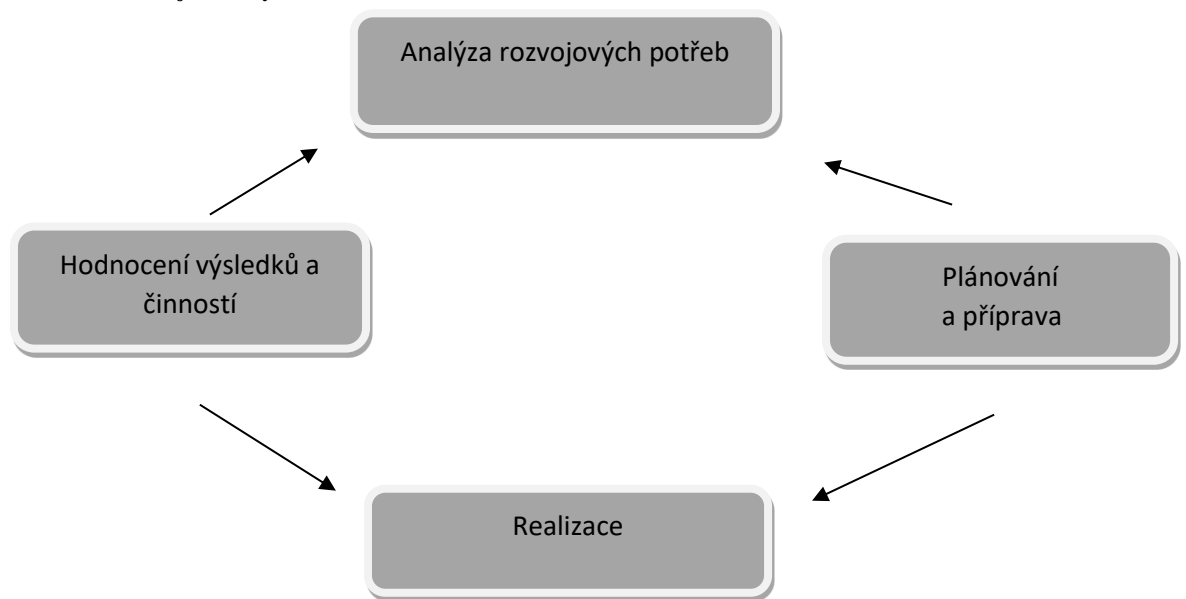 Analýza rozvojových potřeb
Hodnocení výsledků a
činností
Plánování
a příprava
Realizace